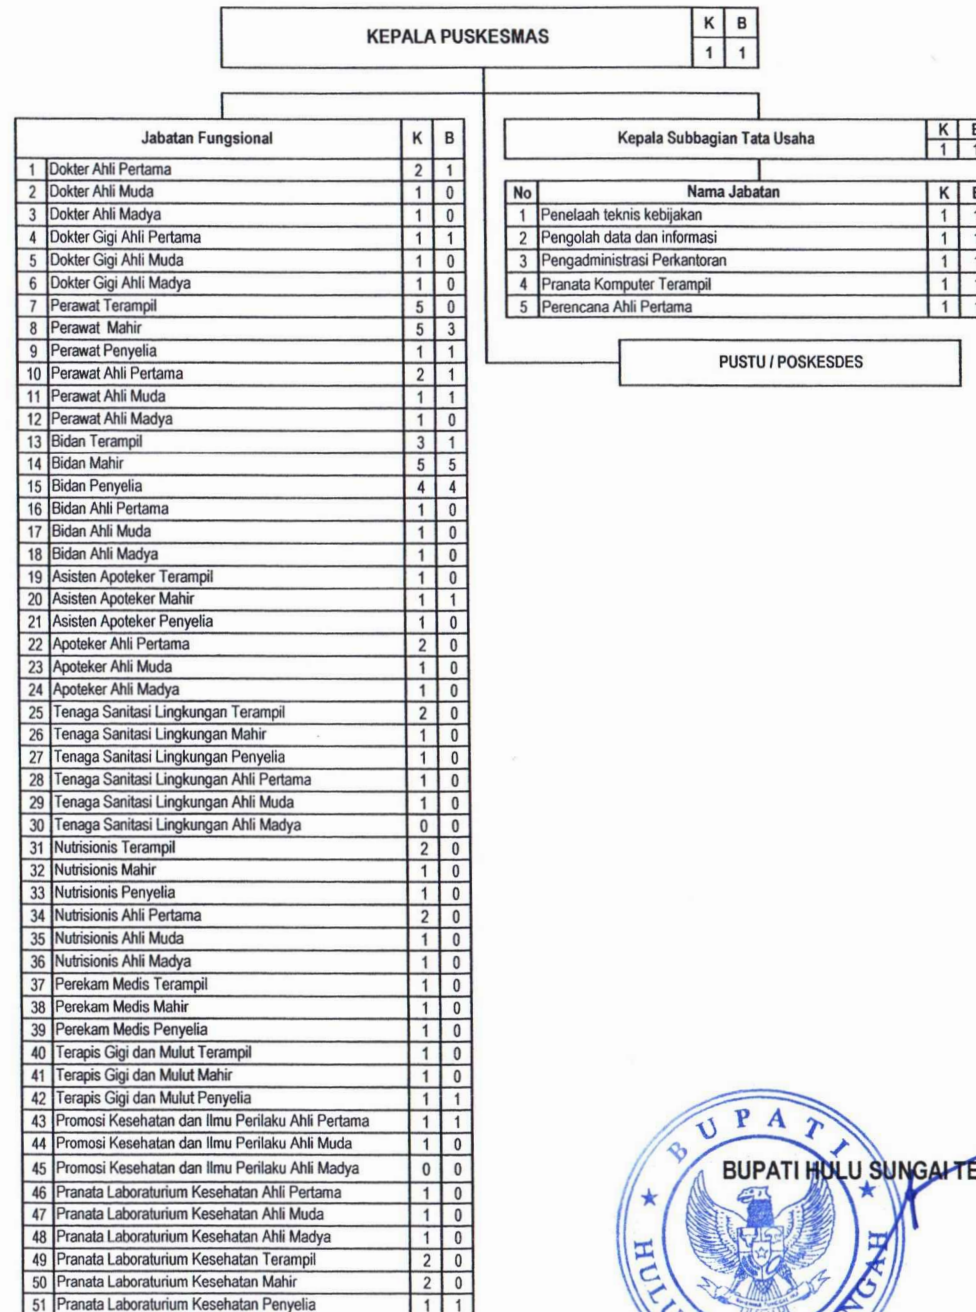 KEPALA PUSKESMAS K B
1 1
Jabatan Fungsional K B
1 Dokter Ahli Pertama 2 1
2 Dokter Ahli Muda 1 0
3 Dokter Ahli Madya 1 0
4 Dokter Gigi Ahli Pertama 1 1
5 Dokter Gigi Ahli Muda 1 0
6 Dokter Gigi Ahli Madya 1 0
7 Perawat Terampil 5 0
8 Perawat Mahir 5 3
9 Perawat Penyelia 1 1
10 Perawat Ahli Pertama 2 1
11 Perawat Ahli Muda 1 1
12 Perawat Ahli Madya 1 0
13 Bidan Terampil 3 1
14 Bidan Mahir 5 5
15 Bidan Penyelia 4 4
16 Bidan Ahli Pertama 1 0
17 Bidan Ahli Muda 1 0
18 Bidan Ahli Madya 1 0
19 Asisten Apoteker Terampil 1 0
20 Asisten Apoteker Mahir 1 1
21 Asisten Apoteker Penyelia 1 0
22 Apoteker Ahli Pertama 2 0
23 Apoteker Ahli Muda 1 0
24 Apoteker Ahli Madya 1 0
25 Tenaga Sanitasi Lingkungan Terampil 2 0
26 Tenaga Sanitasi Lingkungan Mahir 1 0
27 Tenaga Sanitasi Lingkungan Penyelia 1 0
28 Tenaga Sanitasi Lingkungan Ahli Pertama 1 0
29 Tenaga Sanitasi Lingkungan Ahli Muda 1 0
30 Tenaga Sanitasi Lingkungan Ahli Madya 0 0
31 Nutrisionis Terampil 2 0
32 Nutrisionis Mahir 1 0
33 Nutrisionis Penyelia 1 0
34 Nutrisionis Ahli Pertama 2 0
35 Nutrisionis Ahli Muda 1 0
36 Nutrisionis Ahli Madya 1 0
37 Perekam Medis Terampil 1 0
38 Perekam Medis Mahir 1 0
39 Perekam Medis Penyelia 1 0
40 Terapis Gigi dan Mulut Terampil 1 0
41 Terapis Gigi dan Mulut Mahir 1 0
42 Terapis Gigi dan Mulut Penyelia 1 1
43 Promosi Kesehatan dan Ilmu Perilaku Ahli Pertama 1 1
44 Promosi Kesehatan dan Ilmu Perilaku Ahli Muda 1 0
45 Promosi Kesehatan dan Ilmu Perilaku Ahli Madya 0 0
46 Pranata Laboraturium Kesehatan Ahli Pertama 1 0
47 Pranata Laboraturium Kesehatan Ahli Muda 1 0
48 Pranata Laboraturium Kesehatan Ahli Madya 1 0
49 Pranata Laboraturium Kesehatan Terampil 2 0
50 Pranata Laboraturium Kesehatan Mahir 2 0
51 Pranata Laboraturium Kesehatan Penyelia 1 1
Kepala Subbagian Tata Usaha K B
1 1
No Nama Jabatan K B
1 Penelaah teknis kebijakan 1 1
2 Pengolah data dan informasi 1 1
3 Pengadministrasi Perkantoran 1 1
4 Pranata Komputer Terampil 1 1
5 Perencana Ahli Pertama 1 1
PUSTU / POSKESDES
BUPATI
BUPATI HULU SUNGAI TE